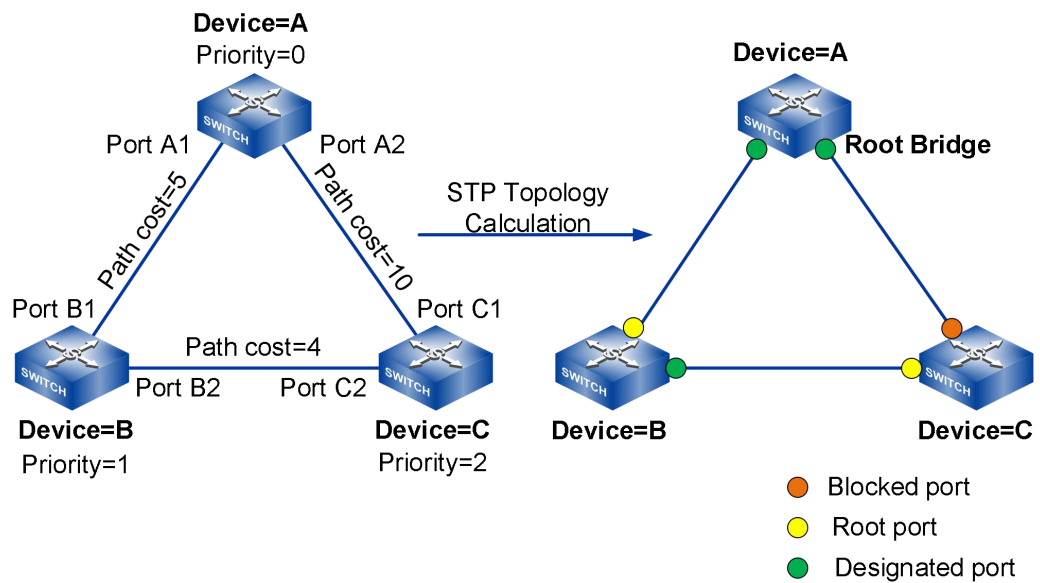 Device=A
Priority=0
SWITCH
Port A1
Port A2
Path cost=5
Path cost=10
Port B1
Port C1
Path cost=4
SWITCH
SWITCH
Port B2
Port C2
Device=B
Priority=1
Device=C
Priority=2
STP Topology
Calculation
Device=A
SWITCH
Root Bridge
SWITCH
SWITCH
Device=B
Device=C
Blocked port
Root port
Designated port